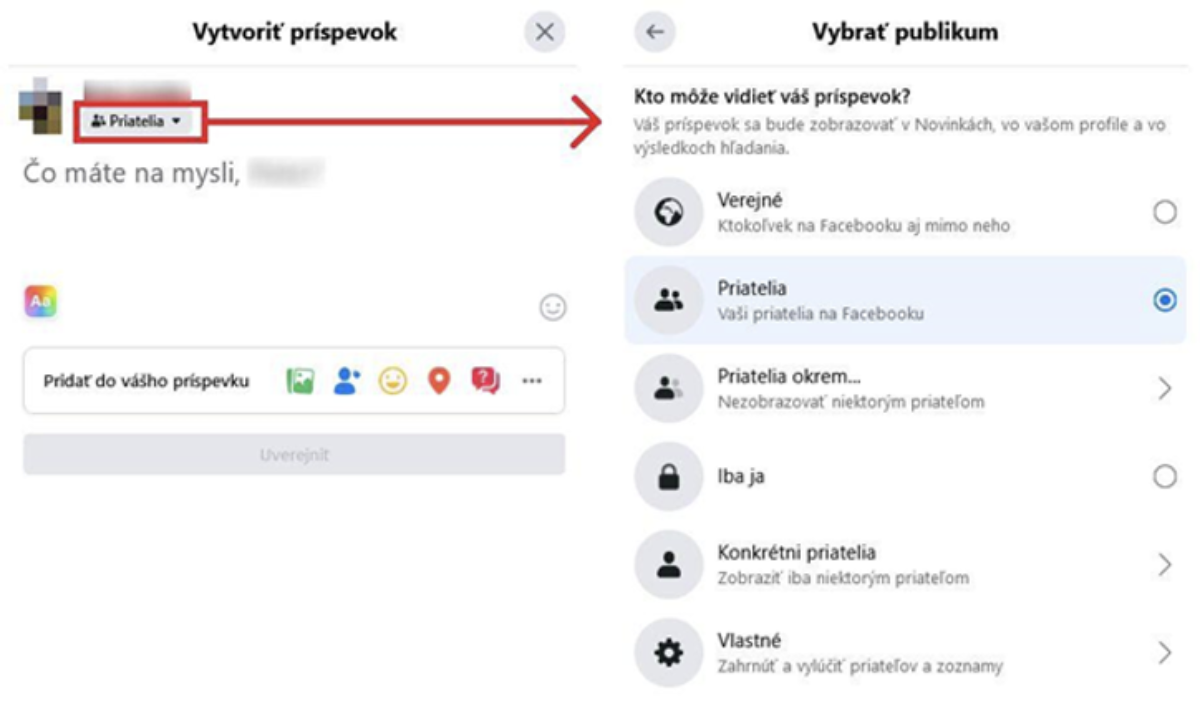 Vytvoriť príspevok
Priatelia
Čo máte na mysli,
Aa
Pridať do vášho príspevku
Uverejniť
Vybrať publikum
Kto môže vidieť váš príspevok?
Váš príspevok sa bude zobrazovať v Novinkách, vo vašom profile a vo
výsledkoch hľadania.
Verejné
Ktokoľvek na Facebooku aj mimo neho
Priatelia
Vaši priatelia na Facebooku
Priatelia okrem...
Nezobrazovať niektorým priateľom
Iba ja
Konkrétni priatelia
Zobraziť iba niektorým priateľom
Vlastné
Zahrnúť a vylúčiť priateľov a zoznamy